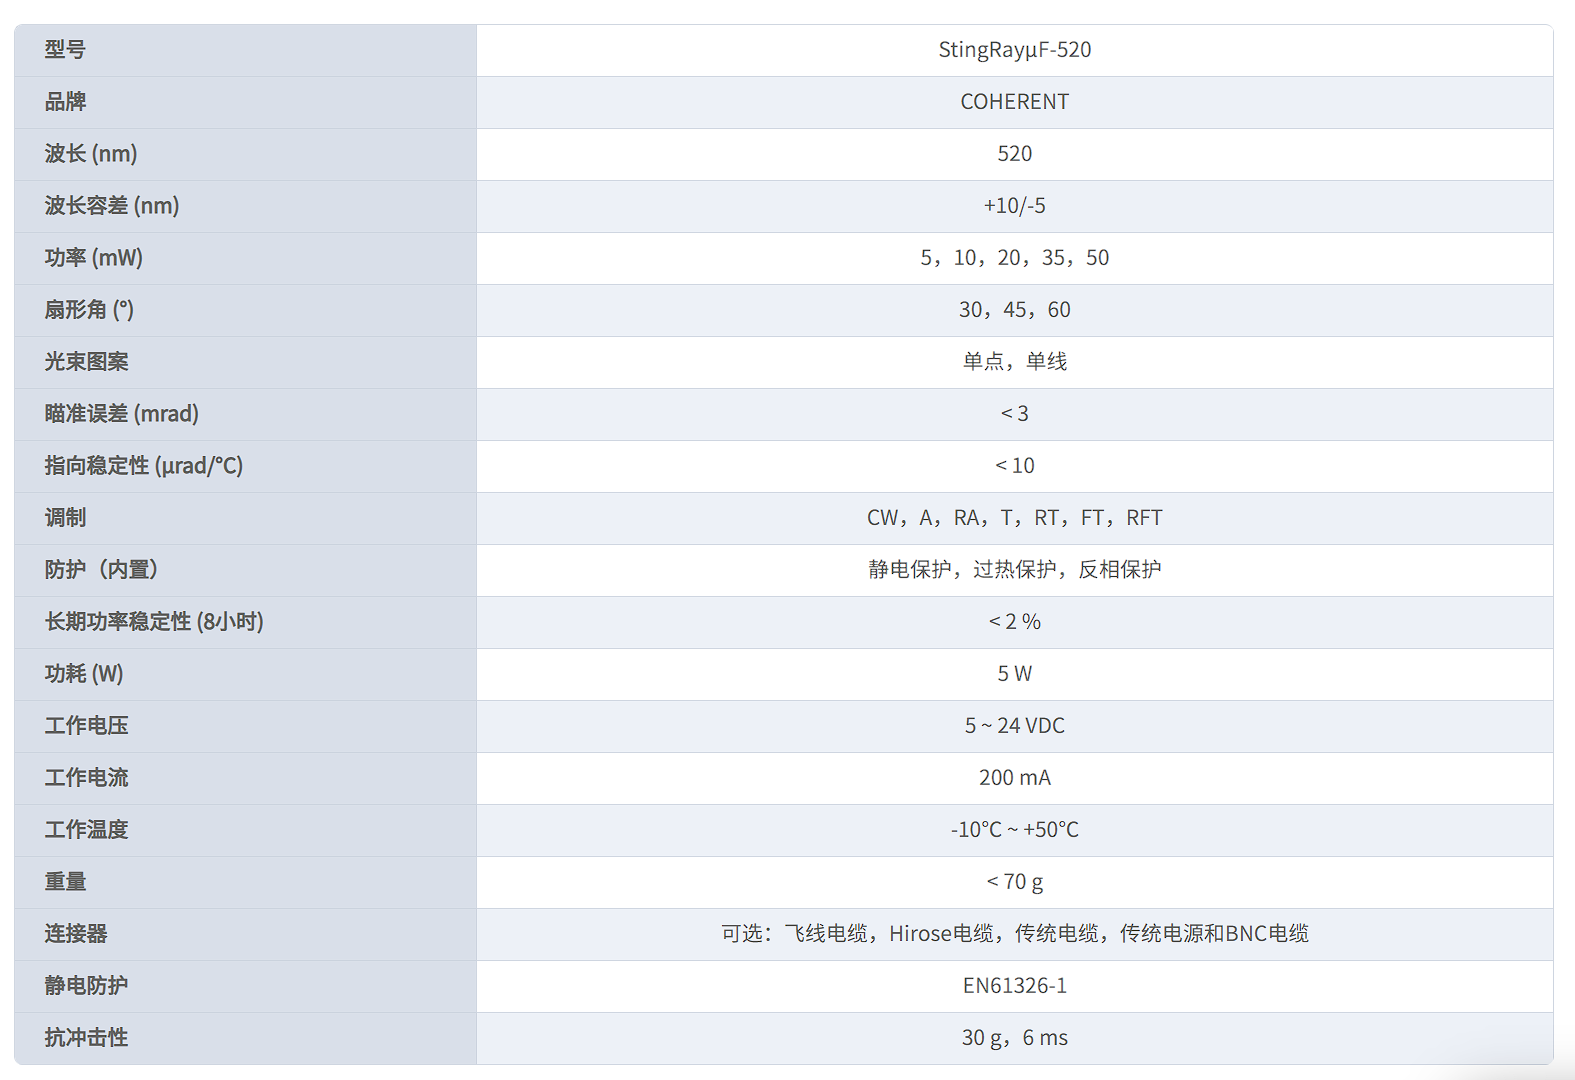 型号 StingRayµF-520
品牌 COHERENT
波长 (nm) 520
波长容差 (nm) +10/-5
功率 (mW) 5，10，20，35，50
扇形角 (°) 30，45，60
光束图案 单点，单线
瞄准误差 (mrad) < 3
指向稳定性 (µrad/°C) < 10
调制 CW，A，RA，T，RT，FT，RFT
防护（内置） 静电保护，过热保护，反相保护
长期功率稳定性 (8小时) < 2 %
功耗 (W) 5 W
工作电压 5 ~ 24 VDC
工作电流 200 mA
工作温度 -10°C ~ +50°C
重量 < 70 g
连接器 可选：飞线电缆，Hirose电缆，传统电缆，传统电源和BNC电缆
静电防护 EN61326-1
抗冲击性 30 g，6 ms